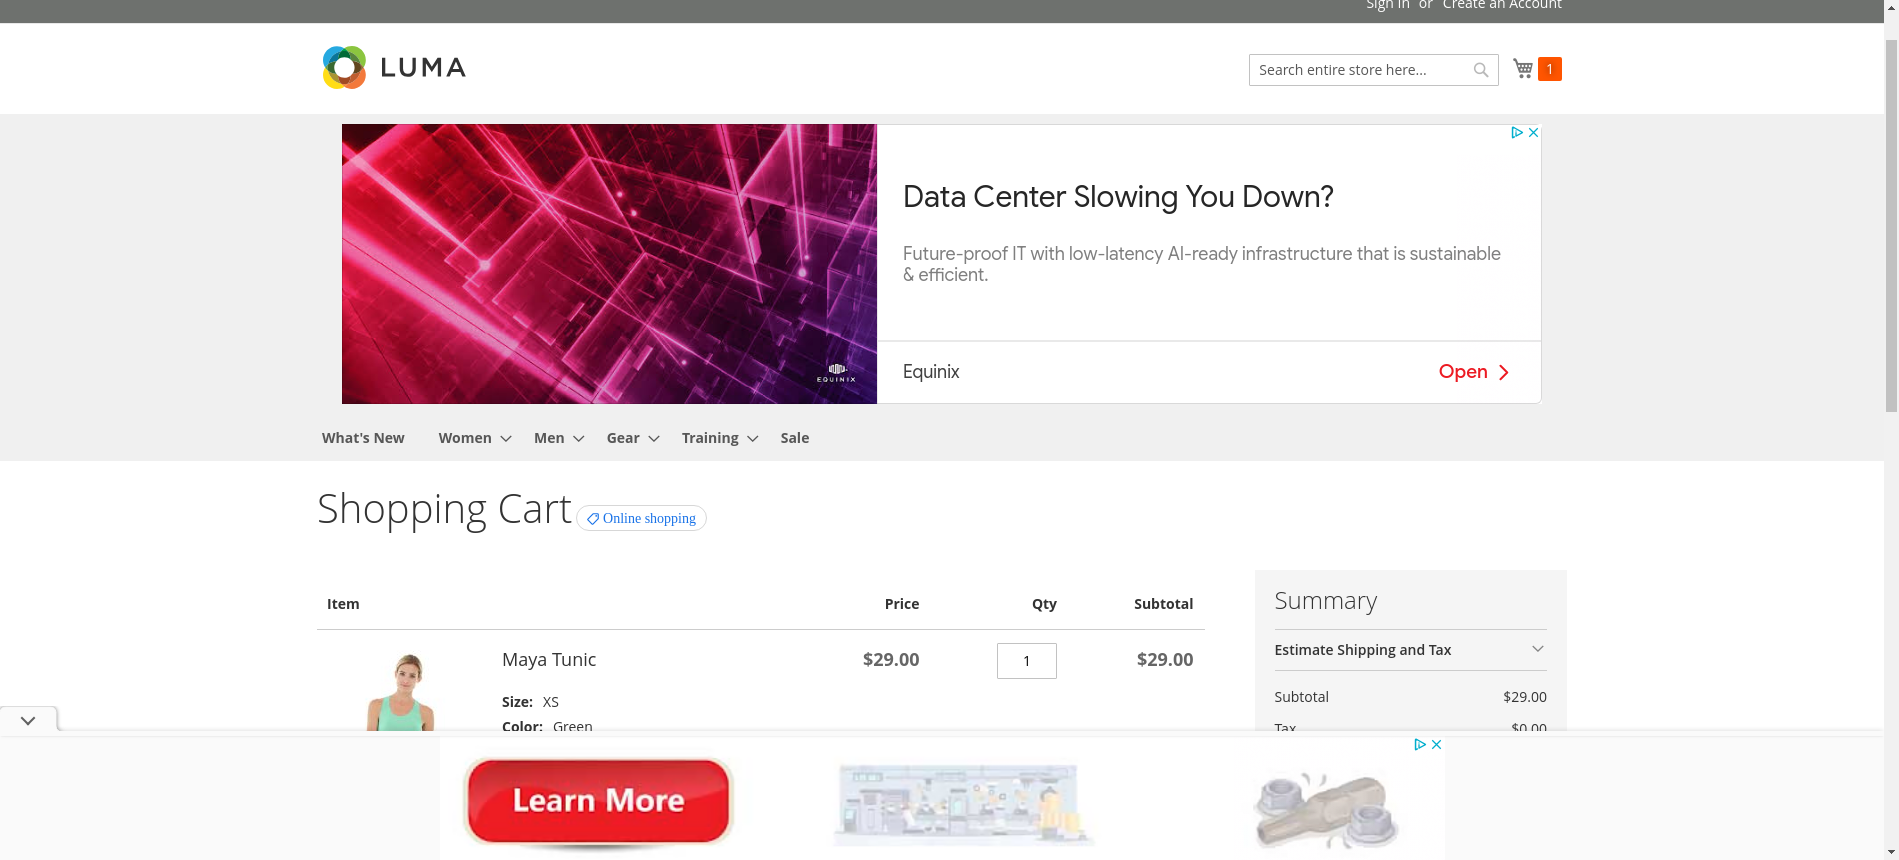 Sign In or Create an Account
LUMA
Search entire store here...
1
Data Center Slowing You Down?
Future-proof IT with low-latency AI-ready infrastructure that is sustainable
& efficient.
EQUINIX
Equinix
Open
What's New Women Men Gear Training Sale
Shopping Cart
Online shopping
Item Price Qty Subtotal
Maya Tunic $29.00 1 $29.00
Size: XS
Color: Green
Summary
Estimate Shipping and Tax
Subtotal $29.00
Tax $0.00
Learn More